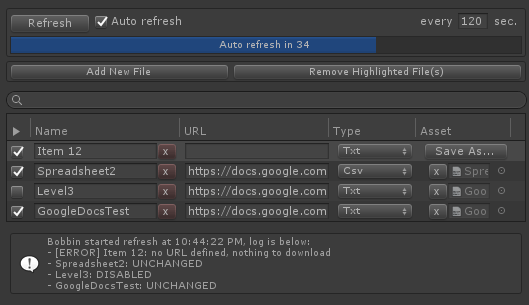 Refresh Auto refresh every 120 sec.
Auto refresh in 34
Add New File Remove Highlighted File(s)
Name URL Type Asset
Item 12 x Txt Save As...
Spreadsheet2 x https://docs.google.com Csv x Spre
Level3 x https://docs.google.com Txt x Goo
GoogleDocsTest x https://docs.google.com Txt x Goo
Bobbin started refresh at 10:44:22 PM, log is below:
- [ERROR] Item 12: no URL defined, nothing to download
- Spreadsheet2: UNCHANGED
- Level3: DISABLED
- GoogleDocsTest: UNCHANGED